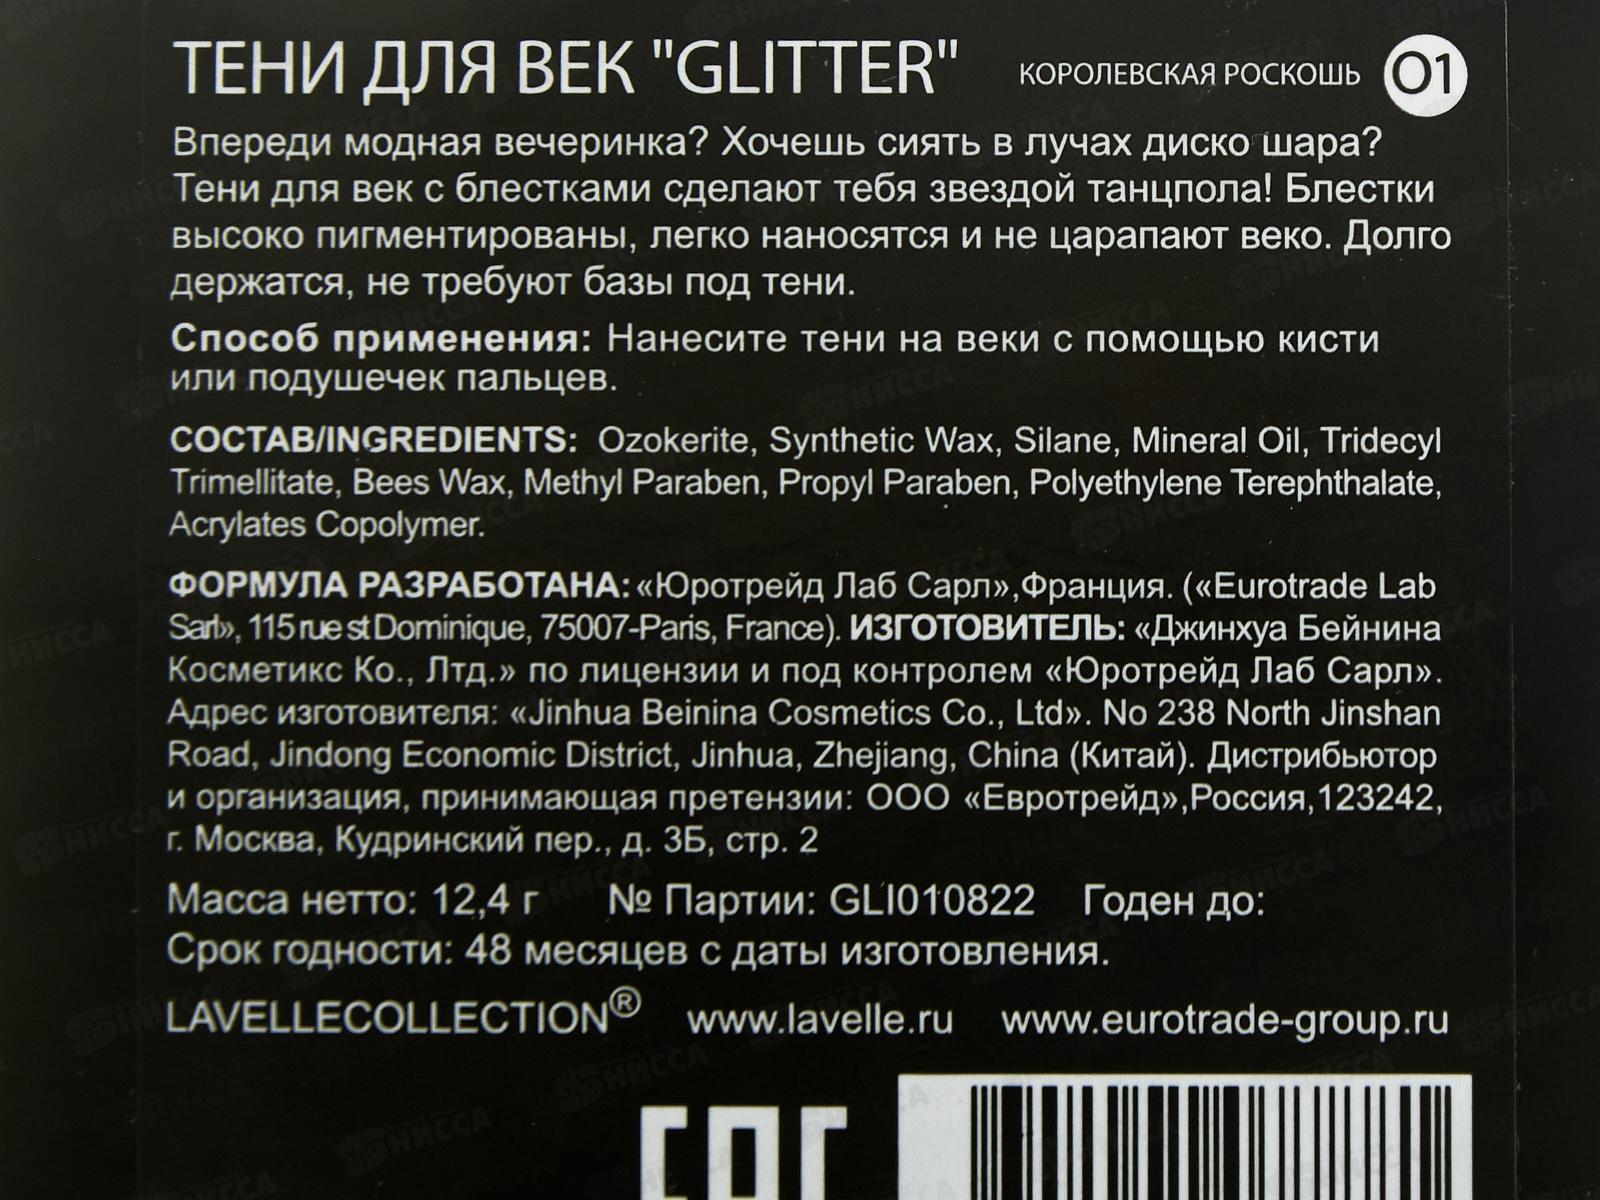 ТЕНИ ДЛЯ ВЕК "GLITTER" КОРОЛЕВСКАЯ РОСКОШЬ 01
Впереди модная вечеринка? Хочешь сиять в лучах диско шара?
Тени для век с блестками сделают тебя звездой танцпола! Блестки
высоко пигментированы, легко наносятся и не царапают веко. Долго
держатся, не требуют базы под тени.
Способ применения: Нанесите тени на веки с помощью кисти
или подушечек пальцев.
СОСТАВ/INGREDIENTS: Ozokerite, Synthetic Wax, Silane, Mineral Oil, Tridecyl
Trimellitate, Bees Wax, Methyl Paraben, Propyl Paraben, Polyethylene Terephthalate,
Acrylates Copolymer.
ФОРМУЛА РАЗРАБОТАНА: «Юротрейд Лаб Сарл», Франция. («Eurotrade Lab
Sarl», 115 rue st Dominique, 75007-Paris, France). ИЗГОТОВИТЕЛЬ: «Джинхуа Бейнина
Косметикс Ко., Лтд.» по лицензии и под контролем «Юротрейд Лаб Сарл».
Адрес изготовителя: «Jinhua Beinina Cosmetics Co., Ltd». No 238 North Jinshan
Road, Jindong Economic District, Jinhua, Zhejiang, China (Китай). Дистрибьютор
и организация, принимающая претензии: ООО «Евротрейд», Россия, 123242,
г. Москва, Кудринский пер., д. 3Б, стр. 2
Масса нетто: 12,4 г № Партии: GLI010822 Годен до:
Срок годности: 48 месяцев с даты изготовления.
LAVELLECOLLECTION® www.lavelle.ru www.eurotrade-group.ru
EAC